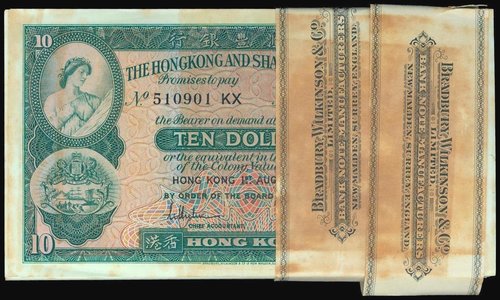 10
行銀豐
THE HONGKONG AND SHA
Promises to pay
No 510901 KX
the Bearer on demand a
TEN DOLL
or the equivalent in t
of the Colony Value
HONG KONG 1st AUG
BY ORDER OF THE BOARD
CHIEF ACCOUNTANT
10
港香
HONG KO
BRADBURY, WILKINSON & Co.
LIMITED.
BANK NOTE MANUFACTURERS
NEW MALDEN, SURREY, ENGLAND.
BRADBURY, WILKINSON & Co.
LIMITED.
BANK NOTE MANUFACTURERS
NEW MALDEN, SURREY, ENGLAND.